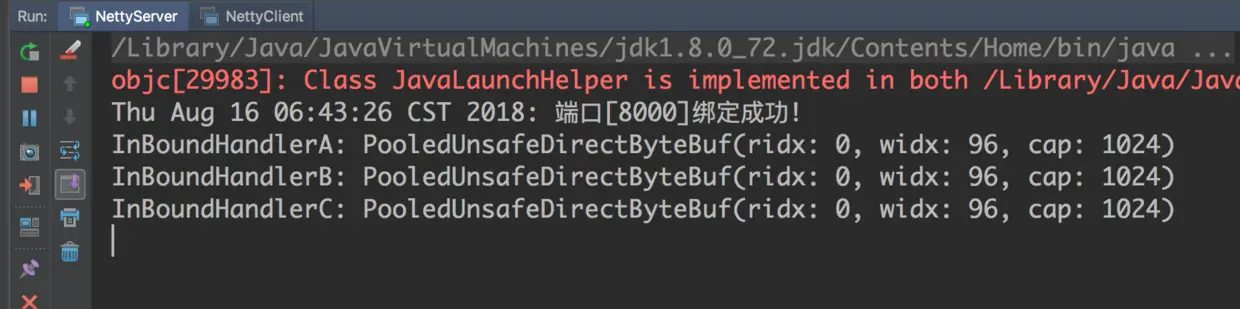 Run: NettyServer NettyClient
/Library/Java/JavaVirtualMachines/jdk1.8.0_72.jdk/Contents/Home/bin/java ...
objc[29983]: Class JavaLaunchHelper is implemented in both /Library/Java/Jav
Thu Aug 16 06:43:26 CST 2018: 端口[8000]绑定成功!
InBoundHandlerA: PooledUnsafeDirectByteBuf(ridx: 0, widx: 96, cap: 1024)
InBoundHandlerB: PooledUnsafeDirectByteBuf(ridx: 0, widx: 96, cap: 1024)
InBoundHandlerC: PooledUnsafeDirectByteBuf(ridx: 0, widx: 96, cap: 1024)